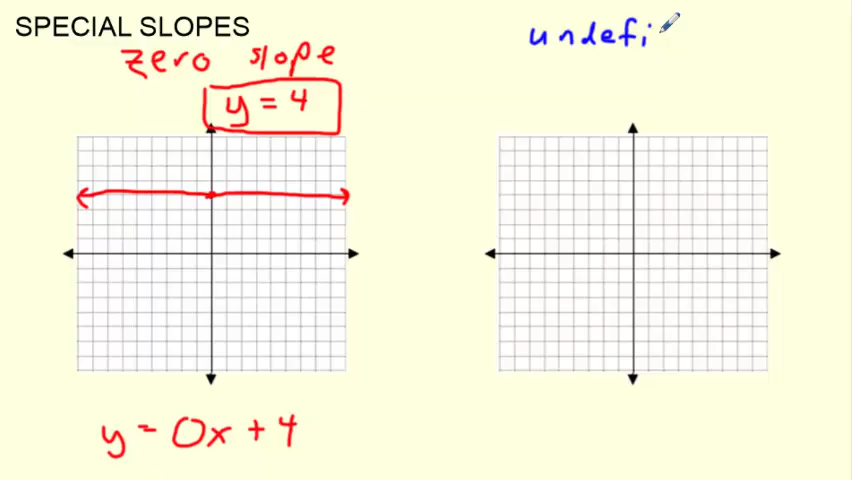 SPECIAL SLOPES
zero slope
y = 4
y = 0x + 4
undefi